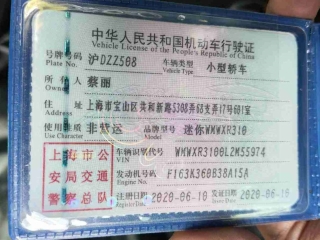 中华人民共和国机动车行驶证
Vehicle License of the People's Republic of China
号牌号码 沪DZZ508 车辆类型 小型轿车
Plate No. Vehicle Type
所有人 蔡丽
Owner
住址 上海市宝山区共和新路5308弄68支弄17号601室
Address
使用性质 非营运 品牌型号 迷你WMWXR310
Use Character Model
上海市公
安局交通
警察总队
车辆识别代号 WMWXR3100L2M55974
VIN
发动机号码 F163K360B38A15A
Engine No.
注册日期 2020-06-10 发证日期 2020-06-10
Register Date Issue Date